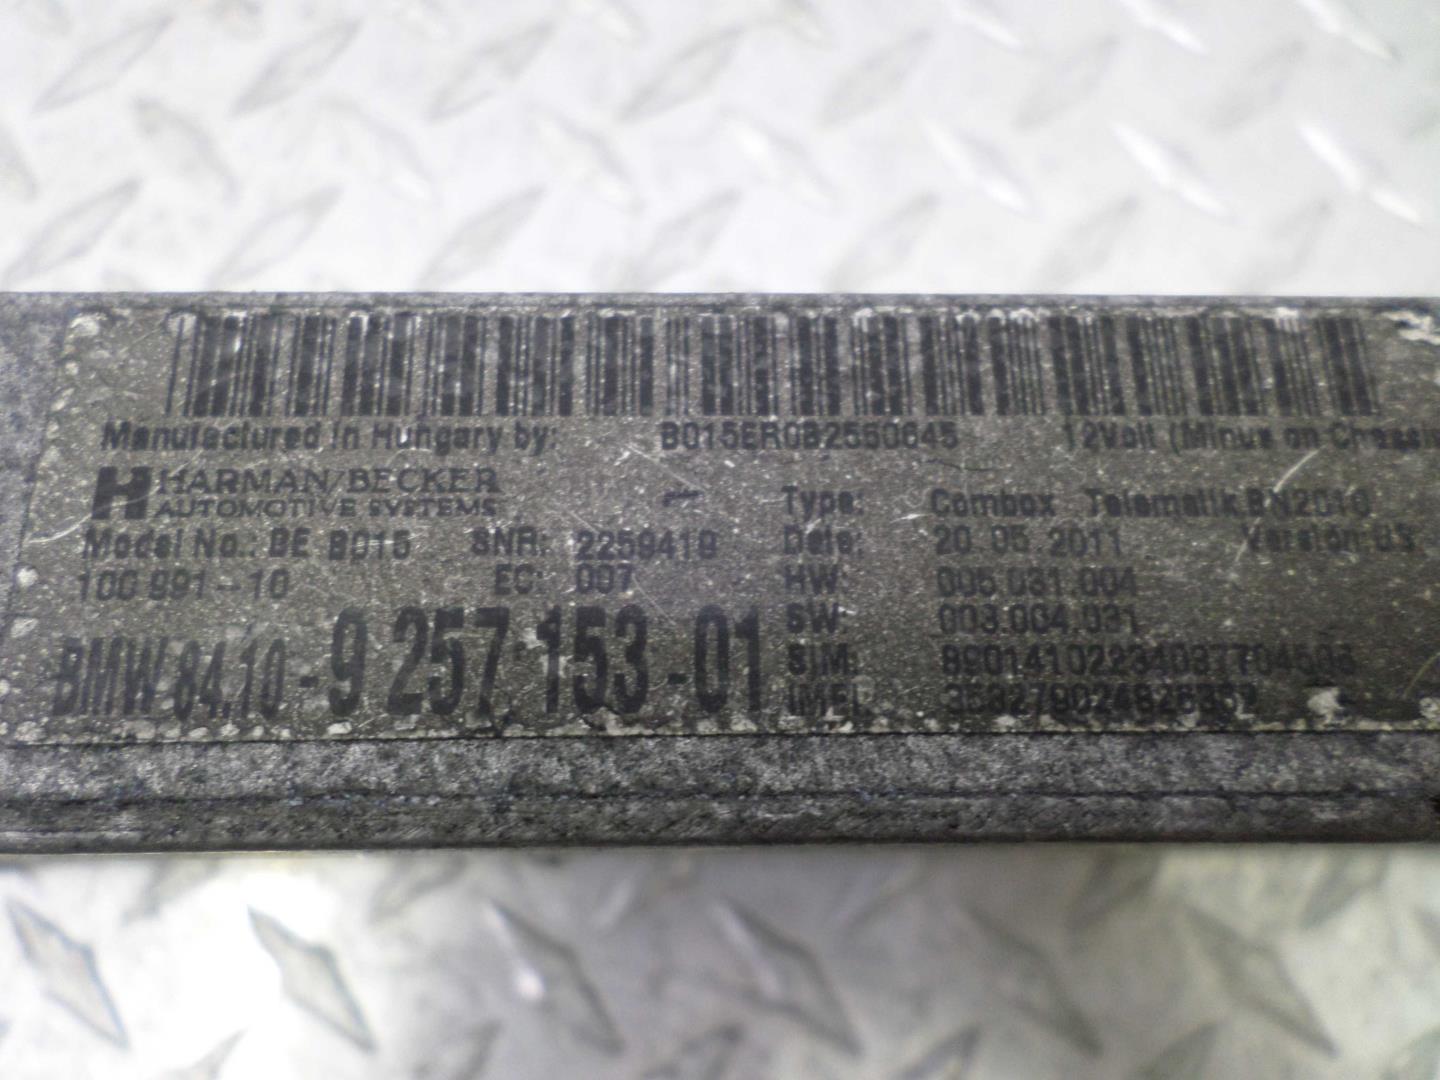 Manufactured in Hungary by: B015ER0B2550645 12Volt (Minus on Chassis
HARMAN/BECKER
AUTOMOTIVE SYSTEMS
Type: Combox Telematik BN2010
Model No.: BE B015 SNR: 2259419 Date: 20.05.2011 Version:
100 991-10 EC: 007 HW: 005.031.004
SW: 003.004.031
BMW 84.10-9 257 153-01
SIM: 8901410223403770450
IMEI: